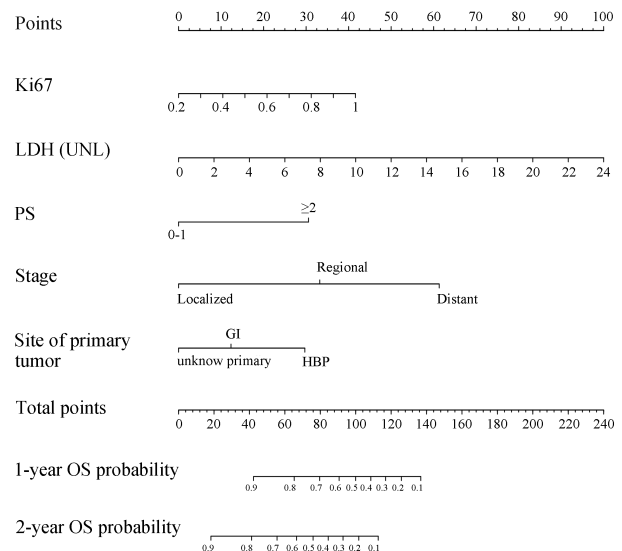 Points
0 10 20 30 40 50 60 70 80 90 100
Ki67
0.2 0.4 0.6 0.8 1
LDH (UNL)
0 2 4 6 8 10 12 14 16 18 20 22 24
PS
≥2
0-1
Stage
Regional
Localized Distant
Site of primary
tumor
GI
unknow primary HBP
Total points
0 20 40 60 80 100 120 140 160 180 200 220 240
1-year OS probability
0.9 0.8 0.7 0.6 0.5 0.4 0.3 0.2 0.1
2-year OS probability
0.9 0.8 0.7 0.6 0.5 0.4 0.3 0.2 0.1